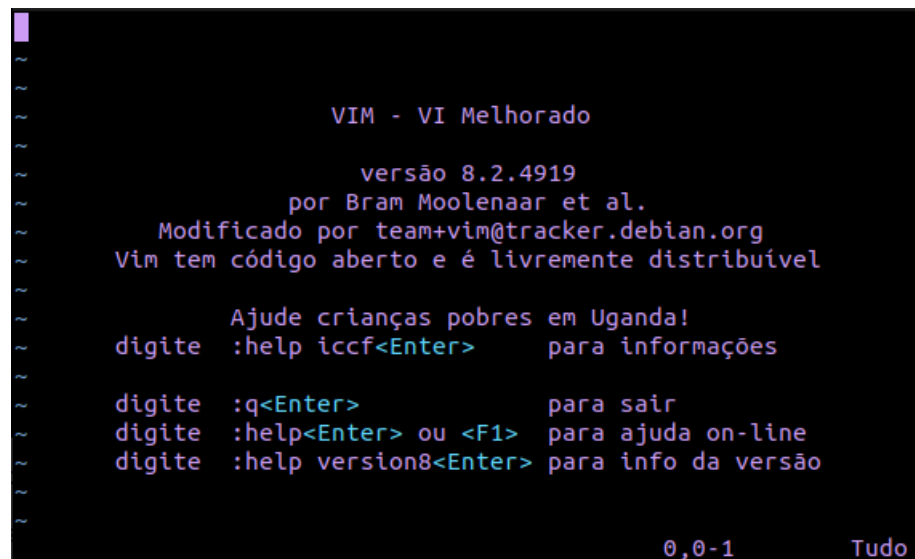 ~
~
~ VIM - VI Melhorado
~
~ versão 8.2.4919
~ por Bram Moolenaar et al.
~ Modificado por team+vim@tracker.debian.org
~ Vim tem código aberto e é livremente distribuível
~
~ Ajude crianças pobres em Uganda!
~ digite :help iccf<Enter> para informações
~
~ digite :q<Enter> para sair
~ digite :help<Enter> ou <F1> para ajuda on-line
~ digite :help version8<Enter> para info da versão
~
~
0,0-1 Tudo